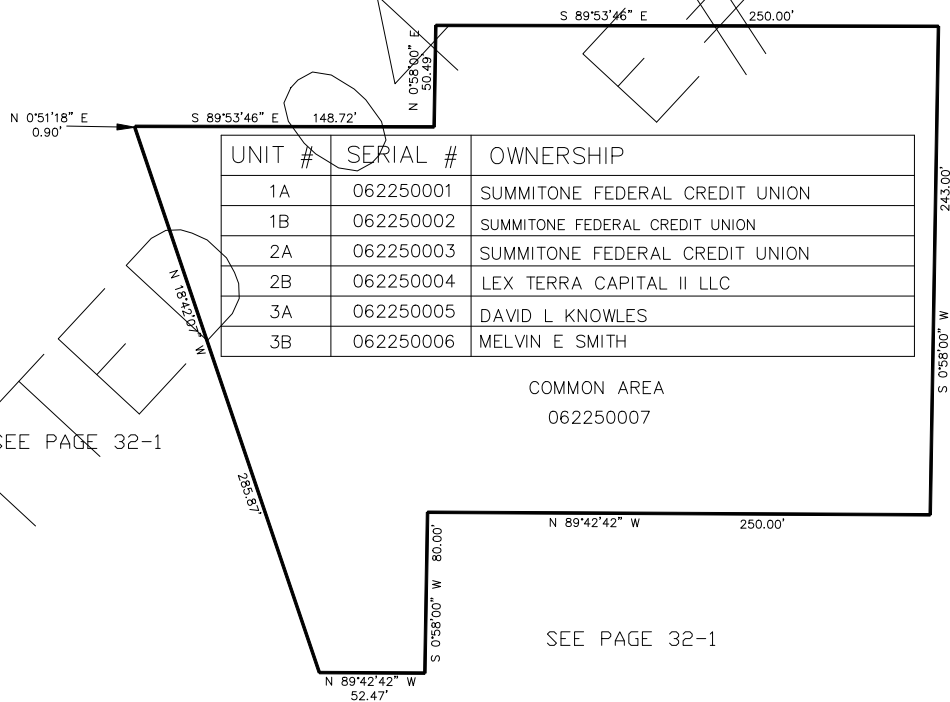 S 89°53'46" E 250.00'
N 0°58'00" E
50.49'
N 0°51'18" E
0.90'
S 89°53'46" E 148.72'
UNIT # SERIAL # OWNERSHIP
1A 062250001 SUMMITONE FEDERAL CREDIT UNION
1B 062250002 SUMMITONE FEDERAL CREDIT UNION
2A 062250003 SUMMITONE FEDERAL CREDIT UNION
2B 062250004 LEX TERRA CAPITAL II LLC
3A 062250005 DAVID L KNOWLES
3B 062250006 MELVIN E SMITH
243.00'
S 0°58'00" W
N 18°42'07" W
285.87'
COMMON AREA
062250007
SEE PAGE 32-1
N 89°42'42" W 250.00'
S 0°58'00" W 80.00'
SEE PAGE 32-1
N 89°42'42" W
52.47'